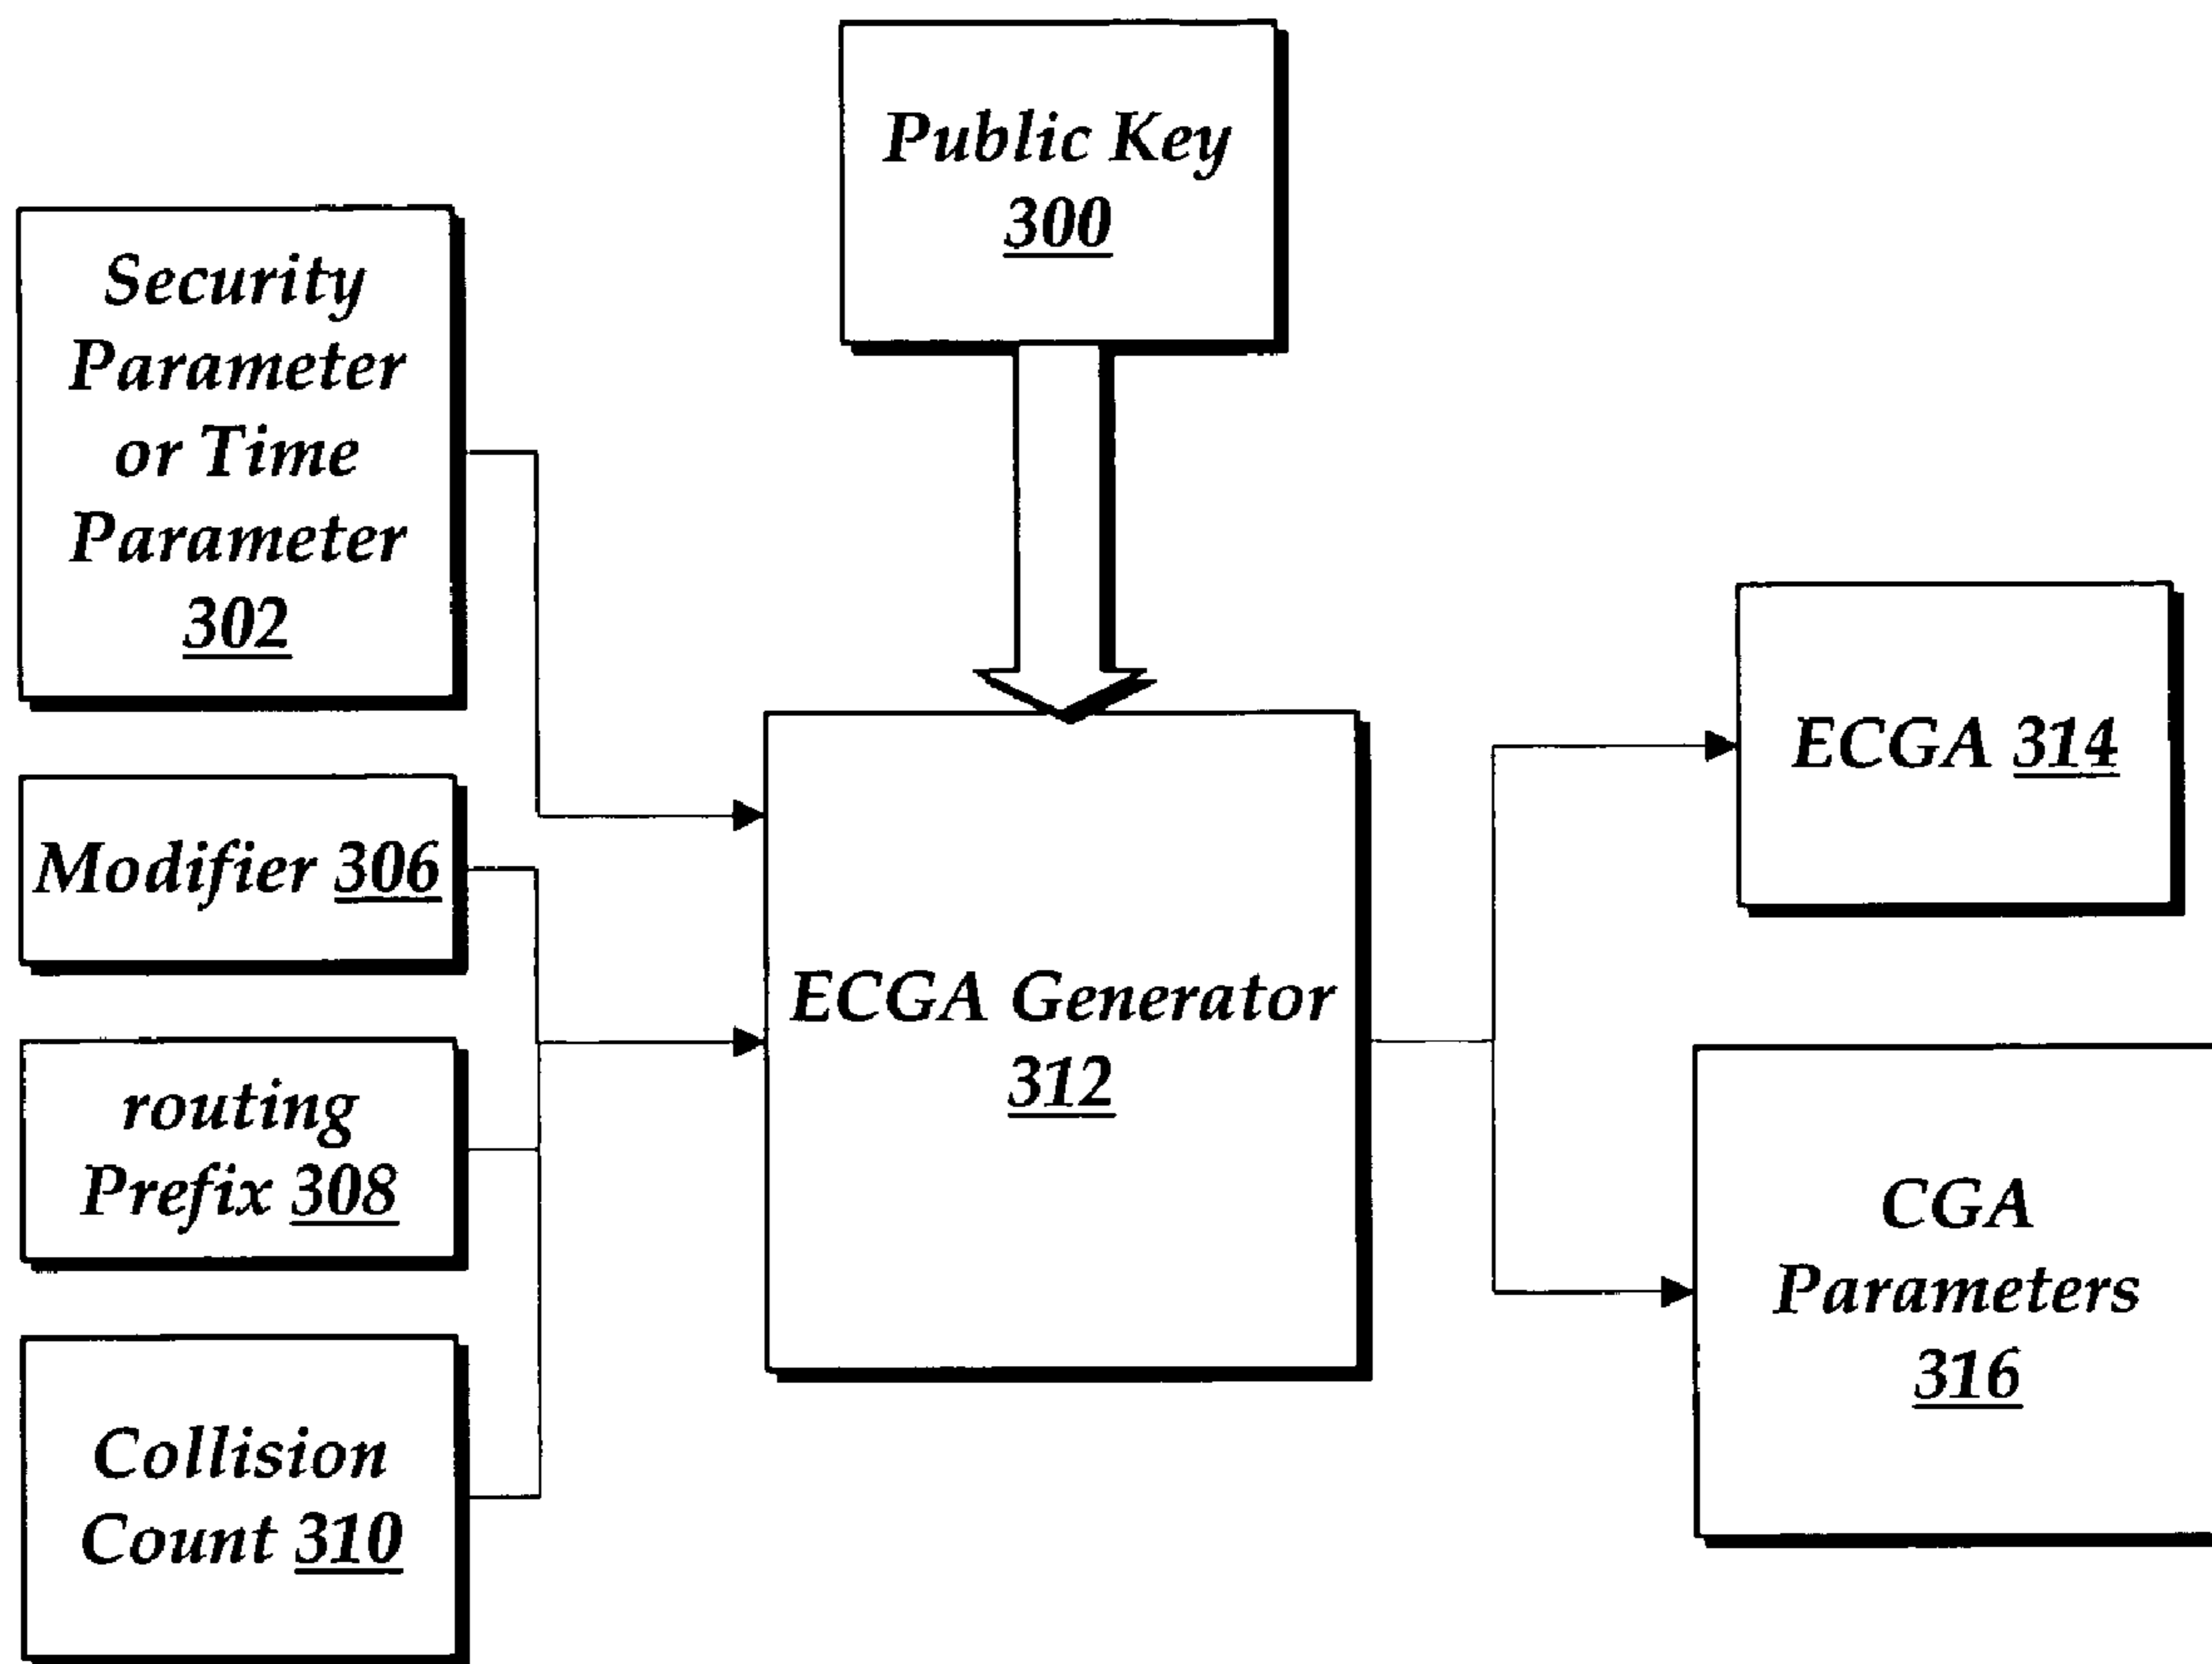 Public Key
300
Security
Parameter
or Time
Parameter
302
Modifier 306
routing
Prefix 308
Collision
Count 310
ECGA Generator
312
ECGA 314
CGA
Parameters
316